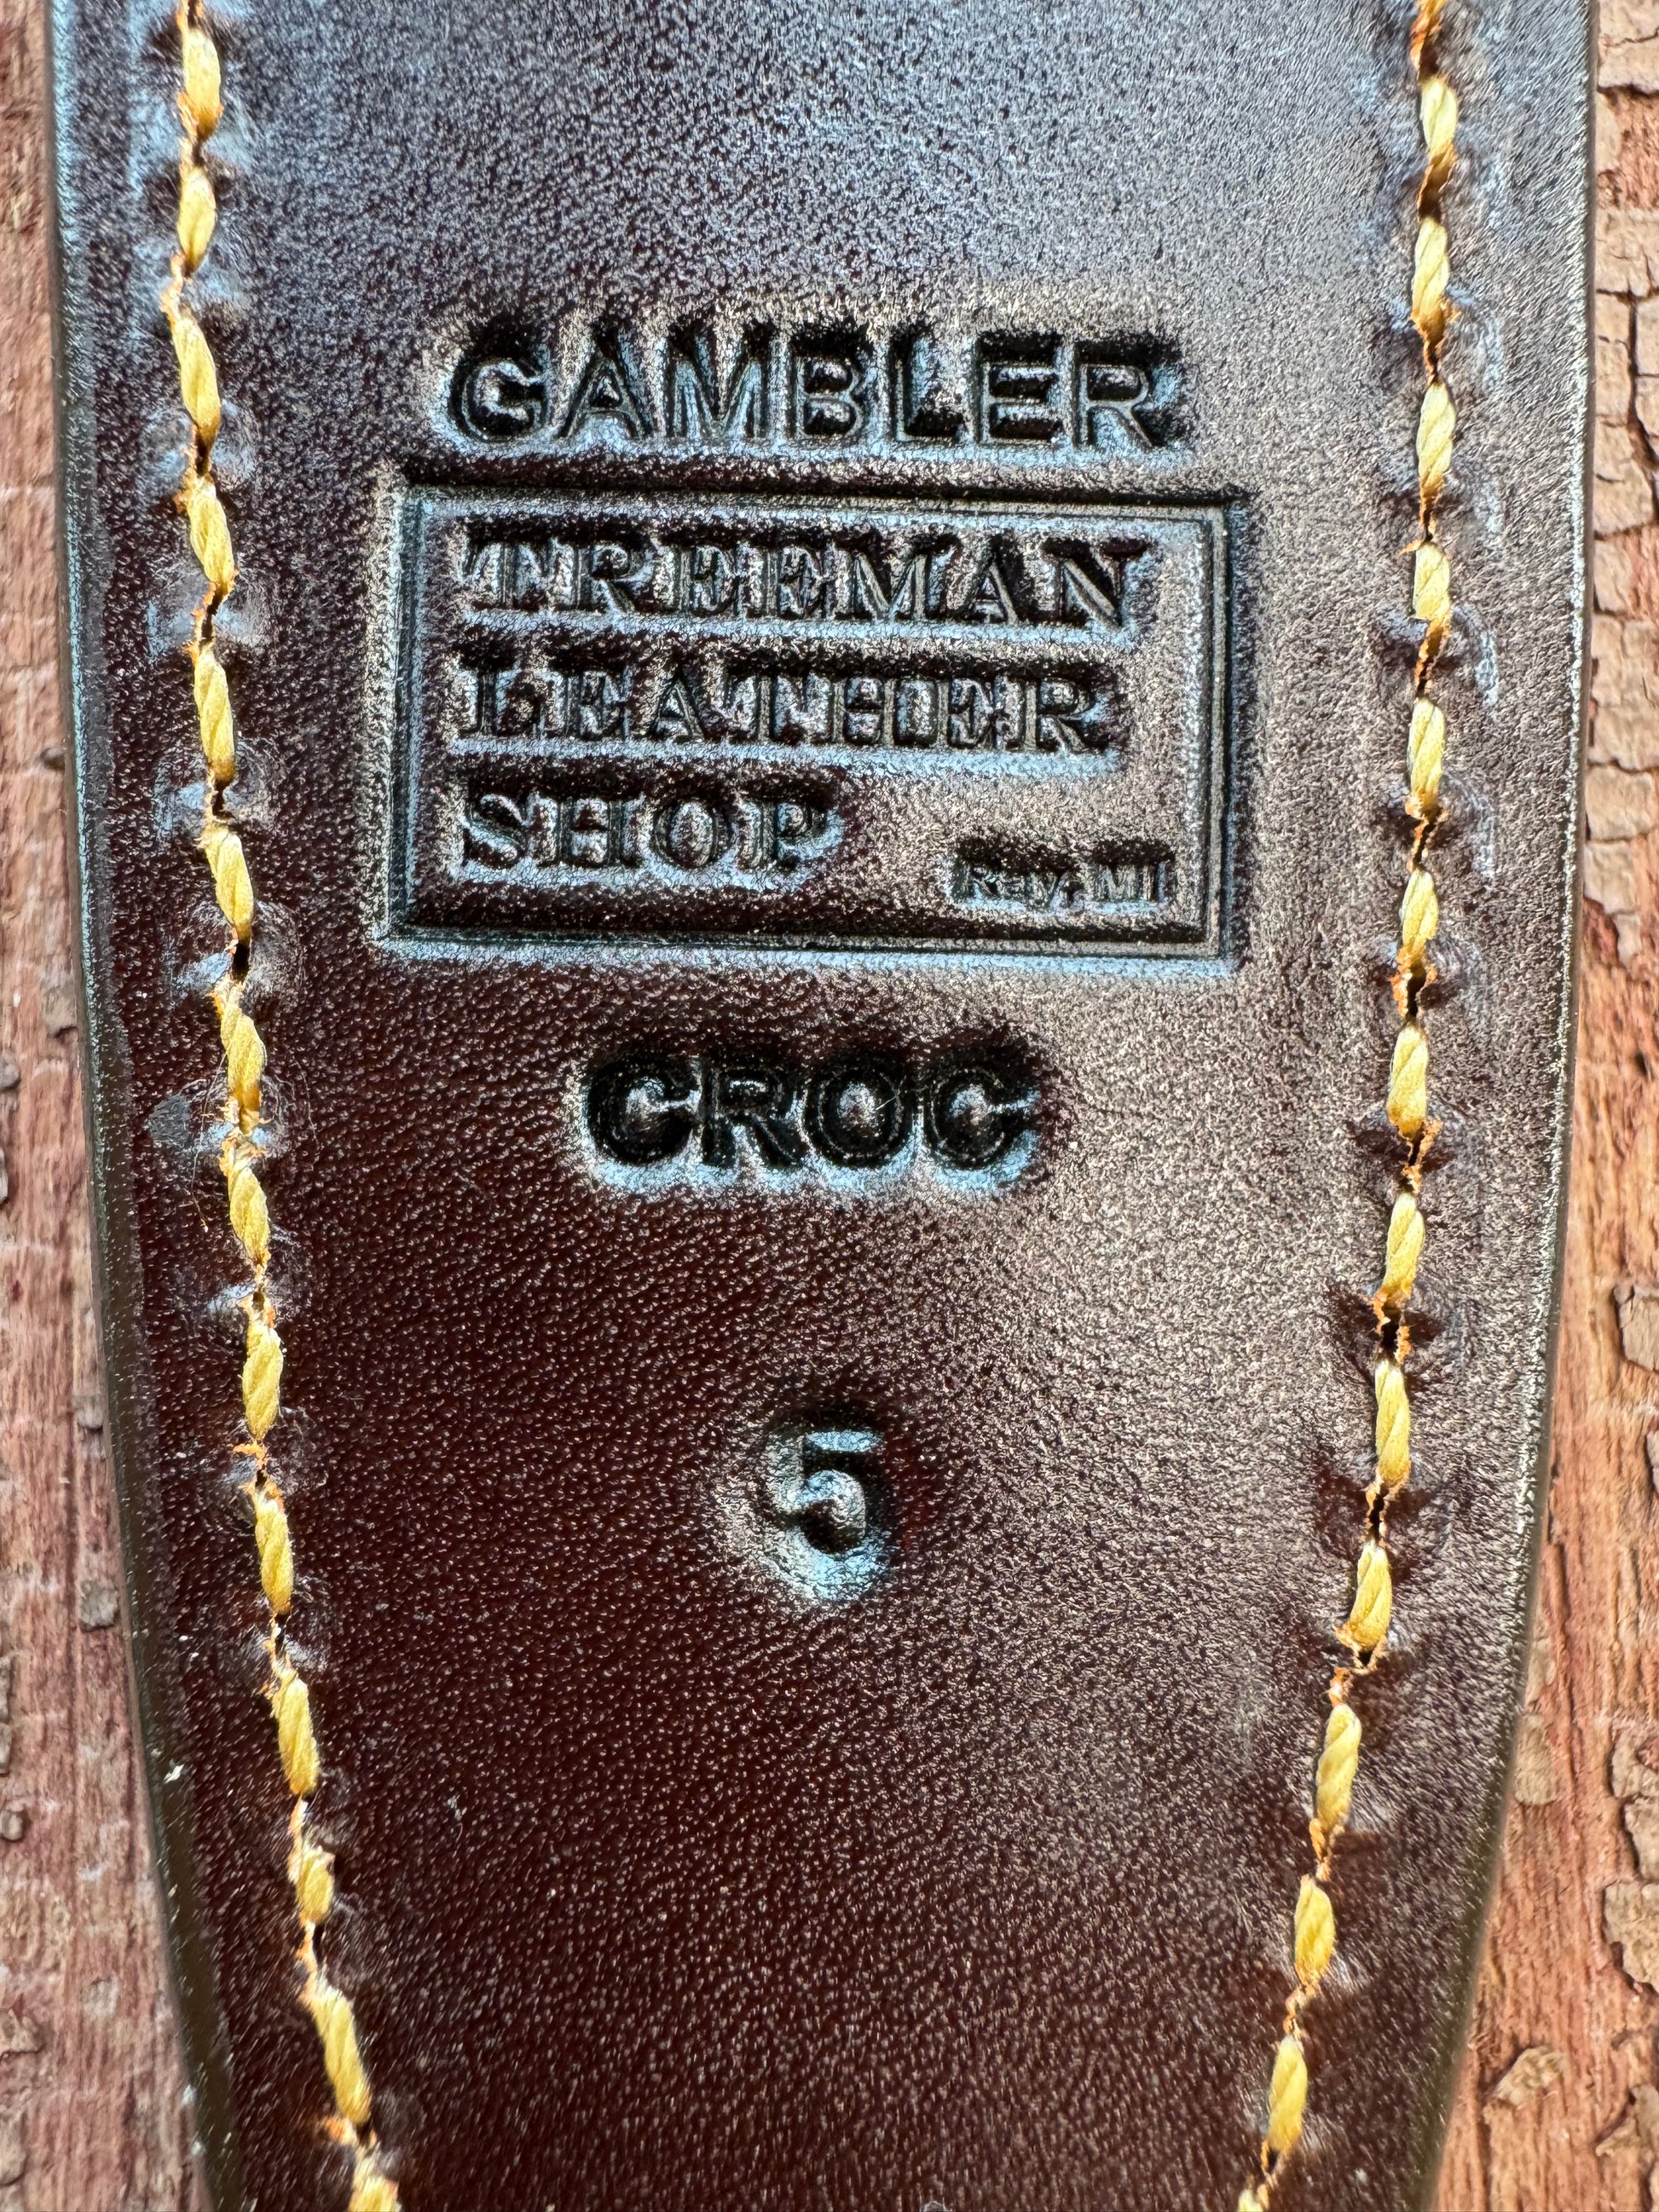 GAMBLER
TREEMAN
LEATHER
SHOP
Ray, MI
CROC
5